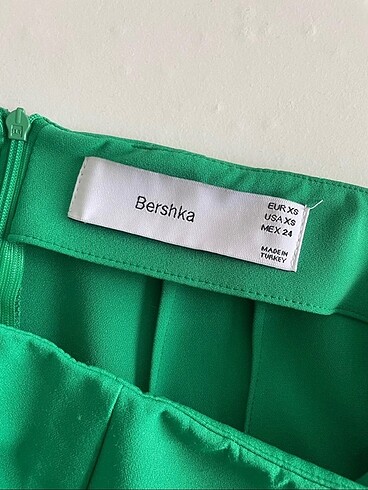 Bershka
EUR XS
USA XS
MEX 24
MADE IN
TURKEY